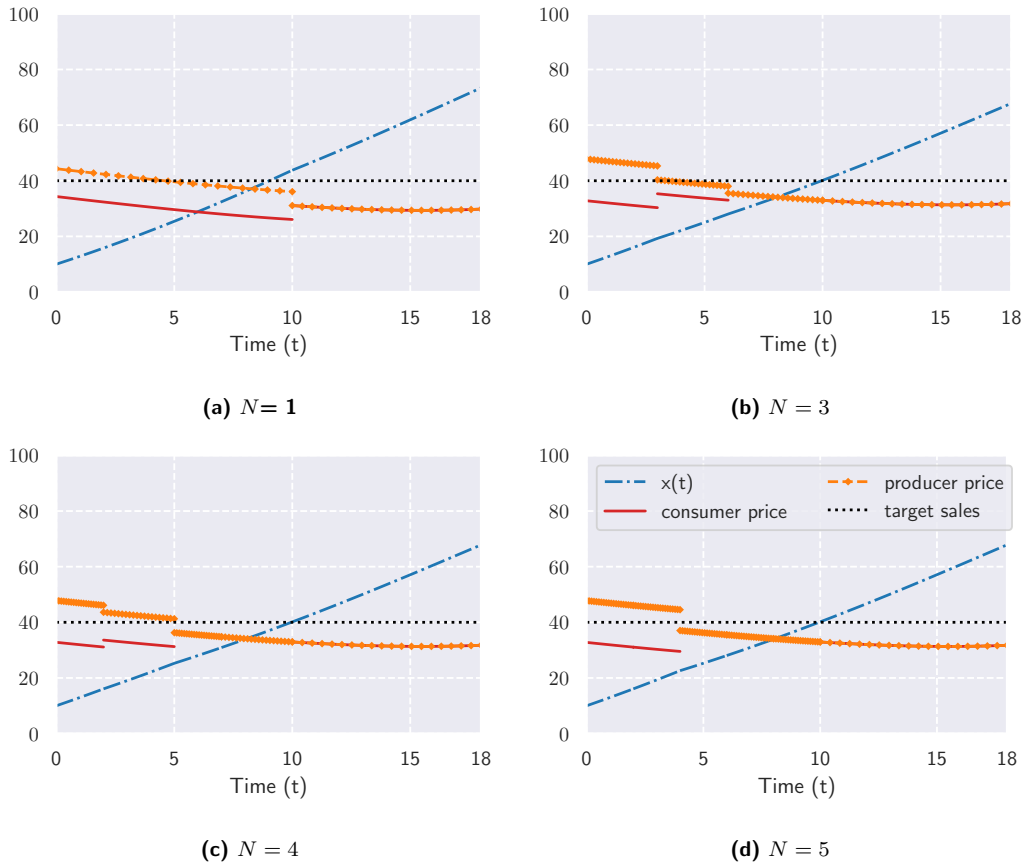 100
80
60
40
20
0
0 5 10 15 18
Time (t)
(a) N= 1
100
80
60
40
20
0
0 5 10 15 18
Time (t)
(b) N = 3
100
80
60
40
20
0
0 5 10 15 18
Time (t)
(c) N = 4
100
80
60
40
20
0
x(t)
consumer price
producer price
target sales
0 5 10 15 18
Time (t)
(d) N = 5